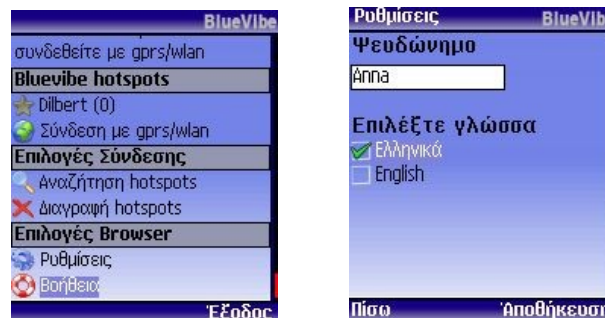 BlueVibe
συνδεθείτε με gprs/wlan
Bluevibe hotspots
Dilbert (0)
Σύνδεση με gprs/wlan
Επιλογές Σύνδεσης
Αναζήτηση hotspots
Διαγραφή hotspots
Επιλογές Browser
Ρυθμίσεις
Βοήθεια
Έξοδος
Ρυθμίσεις BlueVib
Ψευδώνυμο
Anna
Επιλέξτε γλώσσα
Ελληνικά
English
Πίσω Αποθήκευση